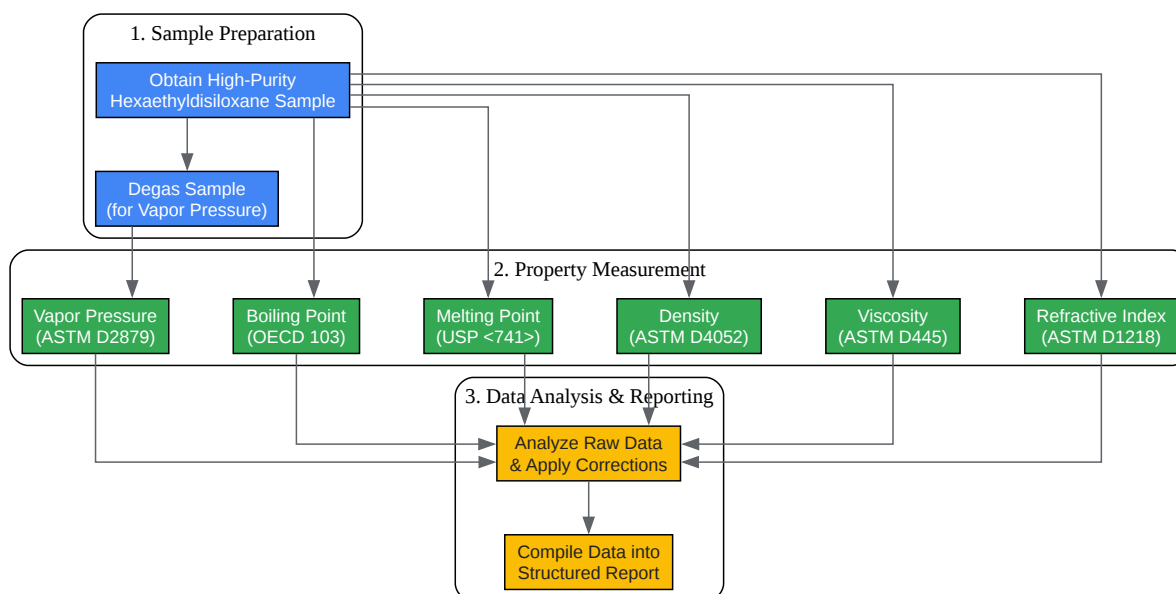 1. Sample Preparation
Obtain High-Purity
Hexaethyldisiloxane Sample
Degas Sample
(for Vapor Pressure)
2. Property Measurement
Vapor Pressure
(ASTM D2879)
Boiling Point
(OECD 103)
Melting Point
(USP <741>)
Density
(ASTM D4052)
Viscosity
(ASTM D445)
Refractive Index
(ASTM D1218)
3. Data Analysis & Reporting
Analyze Raw Data
& Apply Corrections
Compile Data into
Structured Report